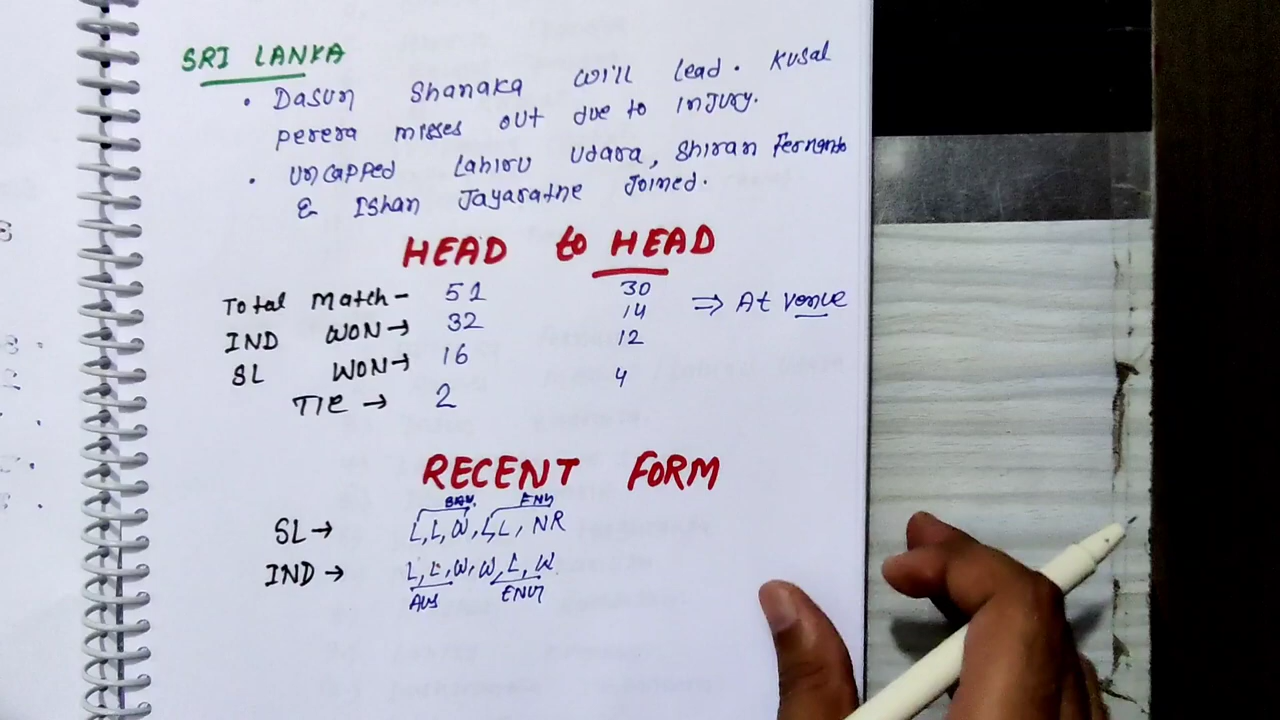 SRI LANKA
• Dasun Shanaka will lead. Kusal
perera misses out due to injury.
• uncapped Lahiru Udara, Shiran Fernando
& Ishan Jayaratne Joined.
HEAD to HEAD
Total Match - 51 30 ⇒ At venue
IND WON → 32 14
SL WON → 16 12
TIE → 2 4
RECENT FORM
ENG
SL → L, L, W, L, L, NR
IND → L, L, W, W, L, W
AUS ENG